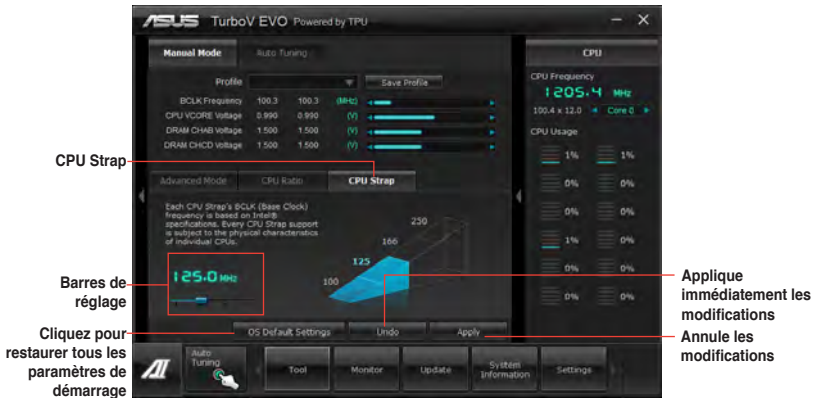 ASUS TurboV EVO Powered by TPU
Manual Mode Auto Tuning
Profile Save Profile
BCLK Frequency 100.3 100.3 (MHz)
CPU VCORE Voltage 0.990 0.990 (V)
DRAM CHAB Voltage 1.500 1.500 (V)
DRAM CHCD Voltage 1.500 1.500 (V)
CPU
CPU Frequency
1205.4 MHz
100.4 x 12.0 Core 0
CPU Usage
1% 1%
0% 0%
0% 0%
1% 0%
0% 0%
0% 0%
CPU Strap
Advanced Mode CPU Ratio CPU Strap
Each CPU Strap's BCLK (Base Clock)
frequency is based on Intel®
specifications. Every CPU Strap support
is subject to the physical characteristics
of individual CPUs.
250
166
125
100
125.0 MHz
Barres de
réglage
OS Default Settings Undo Apply
Cliquez pour
restaurer tous les
paramètres de
démarrage
Applique
immédiatement les
modifications
Annule les
modifications
Auto
Tuning
Tool Monitor Update System
Information Settings